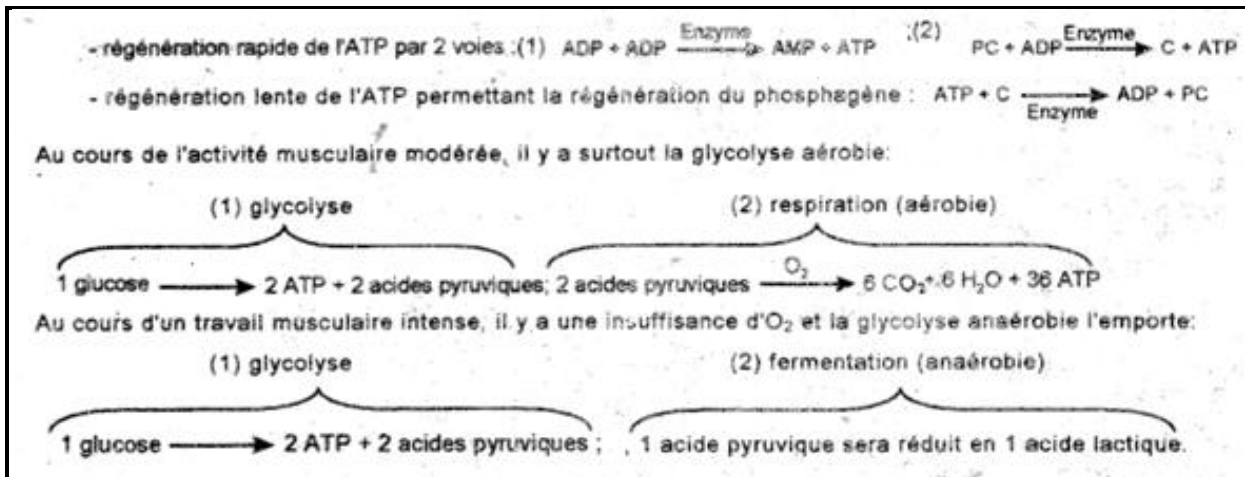 - régénération rapide de l'ATP par 2 voies :(1) ADP + ADP Enzyme AMP + ATP ;(2) PC + ADP Enzyme C + ATP
- régénération lente de l'ATP permettant la régénération du phosphagène : ATP + C Enzyme ADP + PC
Au cours de l'activité musculaire modérée, il y a surtout la glycolyse aérobie:
(1) glycolyse (2) respiration (aérobie)
1 glucose 2 ATP + 2 acides pyruviques; 2 acides pyruviques O₂ 6 CO₂+ 6 H₂O + 36 ATP
Au cours d'un travail musculaire intense, il y a une insuffisance d'O₂ et la glycolyse anaérobie l'emporte:
(1) glycolyse (2) fermentation (anaérobie)
1 glucose 2 ATP + 2 acides pyruviques ; 1 acide pyruvique sera réduit en 1 acide lactique.